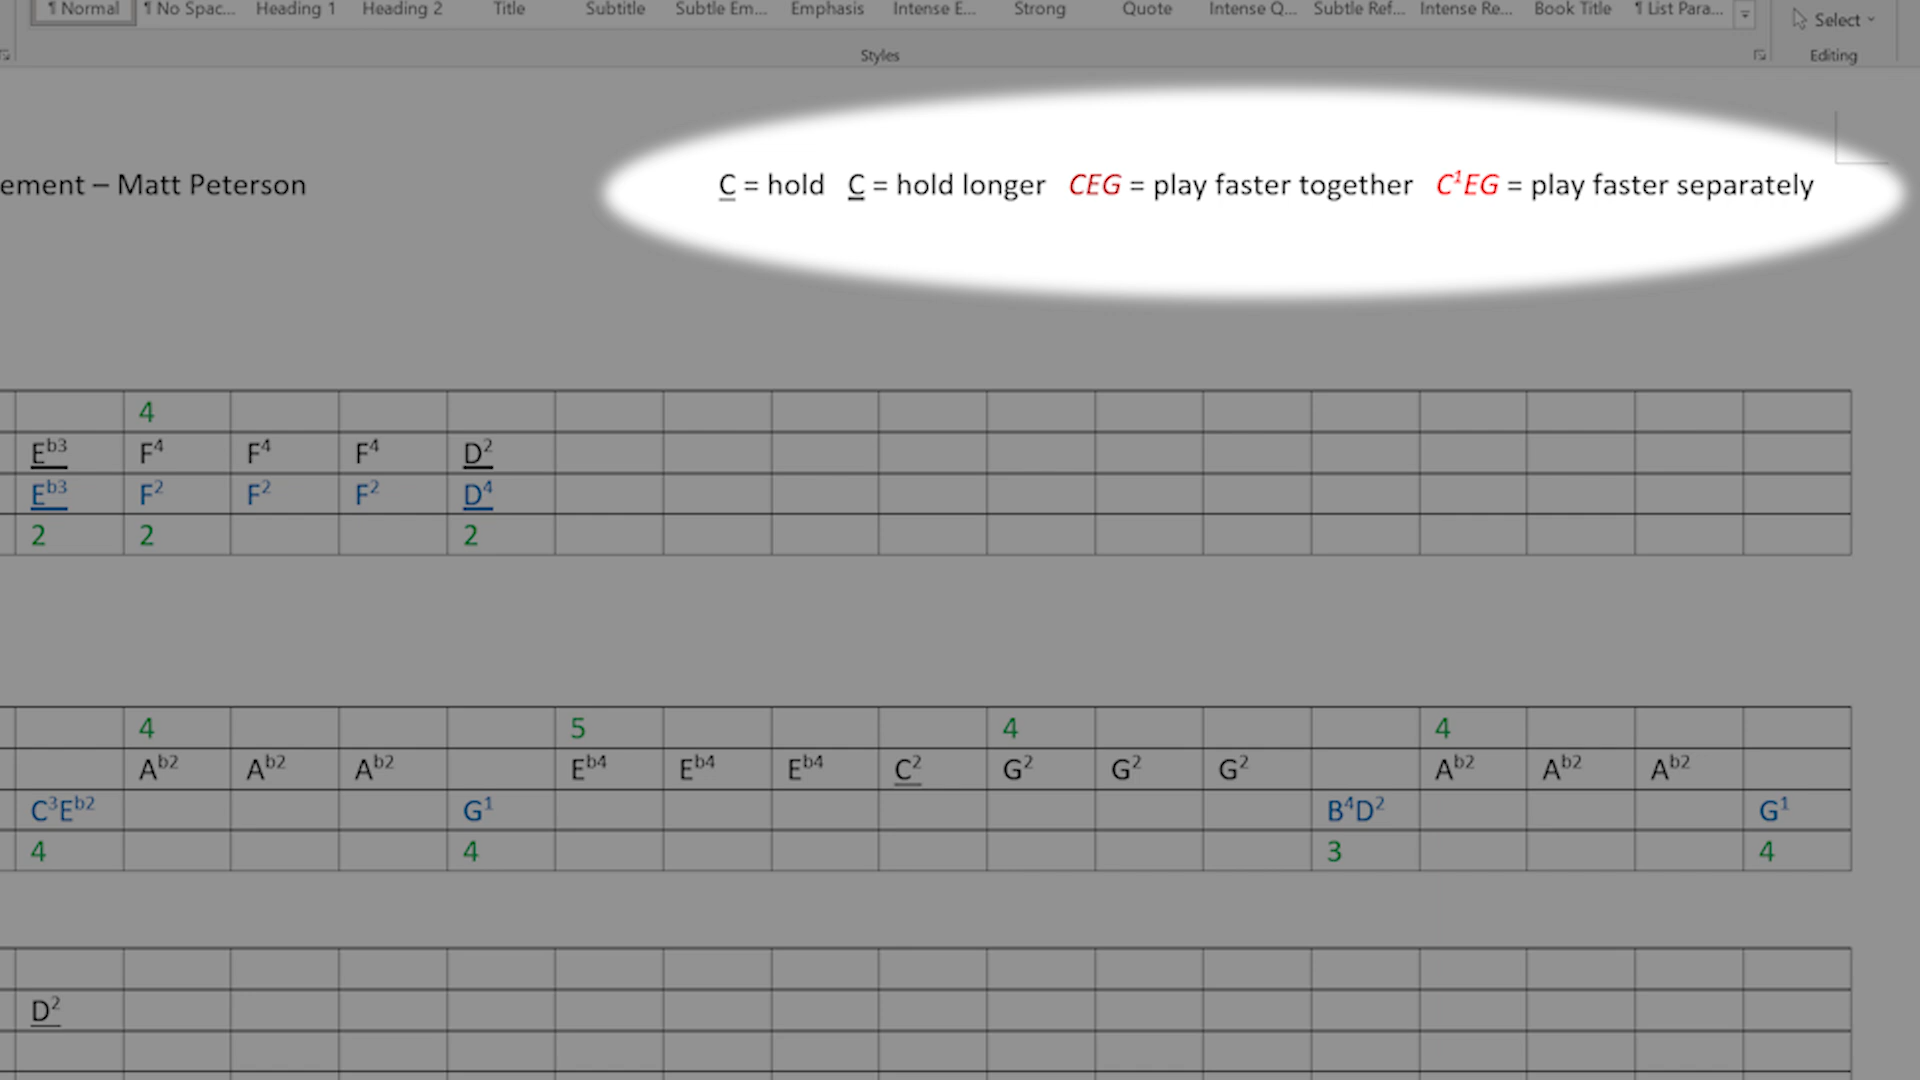 ¶ Normal ¶ No Spac... Heading 1 Heading 2 Title Subtitle Subtle Em... Emphasis Intense E... Strong Quote Intense Q... Subtle Ref... Intense Re... Book Title ¶ List Para... Select
Styles Editing
ement – Matt Peterson C = hold C = hold longer CEG = play faster together C¹EG = play faster separately
4
Eᵇ³ F⁴ F⁴ F⁴ D²
Eᵇ³ F² F² F² D⁴
2 2 2
4 5 4 4
Aᵇ² Aᵇ² Aᵇ² Eᵇ⁴ Eᵇ⁴ Eᵇ⁴ C² G² G² G² Aᵇ² Aᵇ² Aᵇ²
C³Eᵇ² G¹ B⁴D² G¹
4 4 3 4
D²